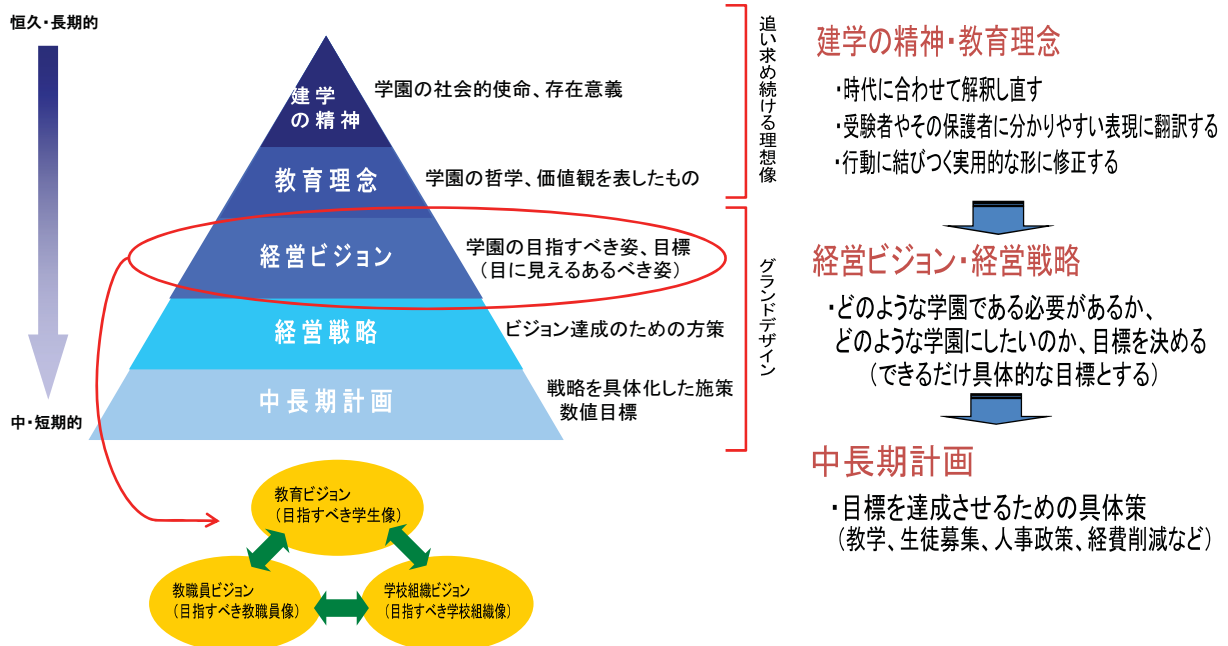 恒久・長期的
中・短期的
建学
の精神
学園の社会的使命、存在意義
教育理念
学園の哲学、価値観を表したもの
経営ビジョン
学園の目指すべき姿、目標
(目に見えるあるべき姿)
経営戦略
ビジョン達成のための方策
中長期計画
戦略を具体化した施策
数値目標
追い求め続ける理想像
グランドデザイン
教育ビジョン
(目指すべき学生像)
教職員ビジョン
(目指すべき教職員像)
学校組織ビジョン
(目指すべき学校組織像)
建学の精神・教育理念
・時代に合わせて解釈し直す
・受験者やその保護者に分かりやすい表現に翻訳する
・行動に結びつく実用的な形に修正する
経営ビジョン・経営戦略
・どのような学園である必要があるか、
どのような学園にしたいのか、目標を決める
(できるだけ具体的な目標とする)
中長期計画
・目標を達成させるための具体策
(教学、生徒募集、人事政策、経費削減など)